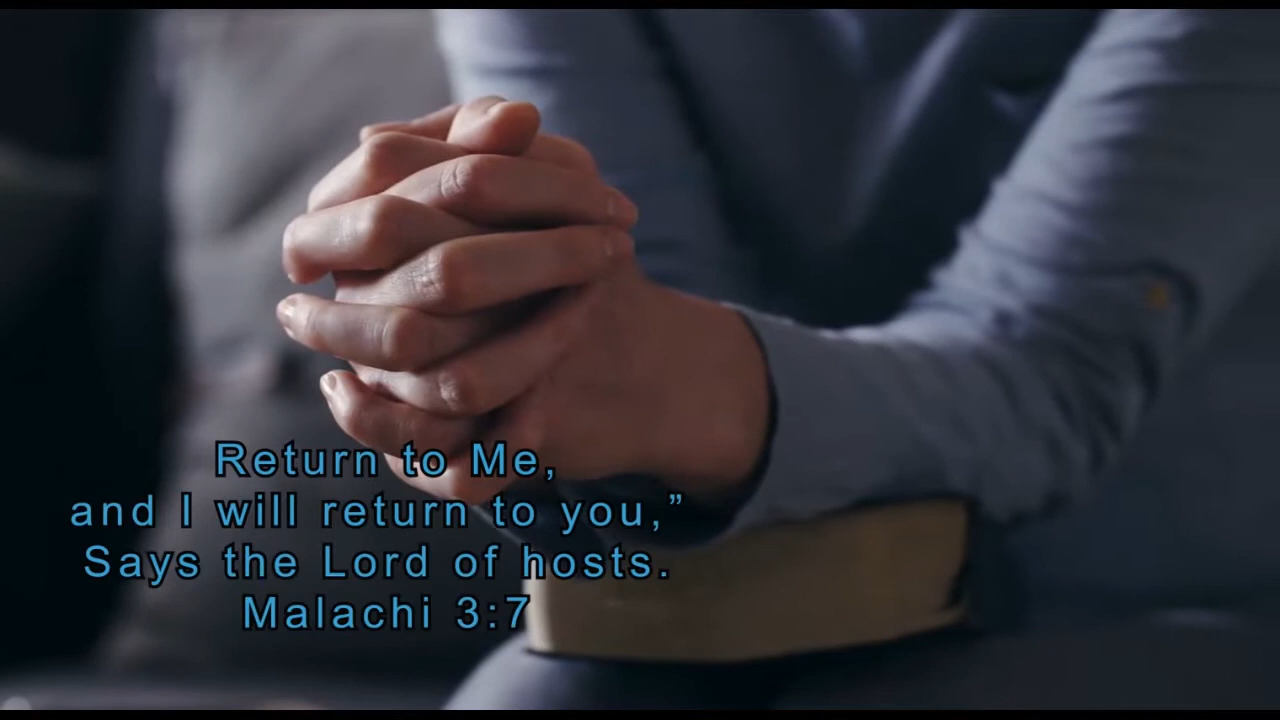 Return to Me,
and I will return to you,”
Says the Lord of hosts.
Malachi 3:7